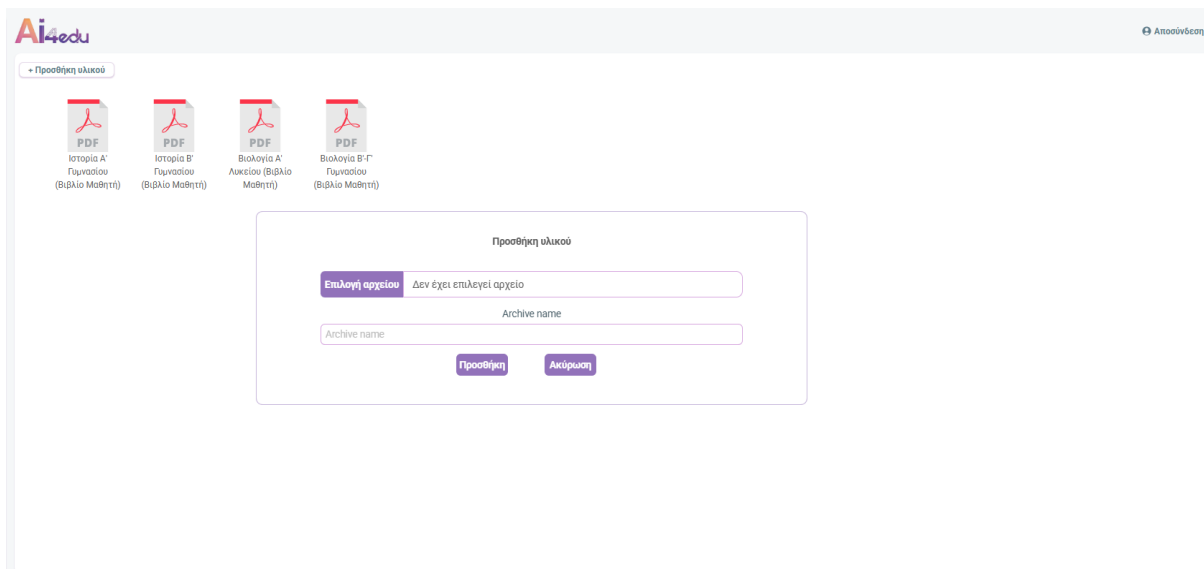 Ai4edu
Αποσύνδεση
+ Προσθήκη υλικού
PDF PDF PDF PDF
Ιστορία Α' Γυμνασίου (Βιβλίο Μαθητή)
Ιστορία Β' Γυμνασίου (Βιβλίο Μαθητή)
Βιολογία Α' Λυκείου (Βιβλίο Μαθητή)
Βιολογία Β'-Γ' Γυμνασίου (Βιβλίο Μαθητή)
Προσθήκη υλικού
Επιλογή αρχείου Δεν έχει επιλεγεί αρχείο
Archive name
Archive name
Προσθήκη Ακύρωση